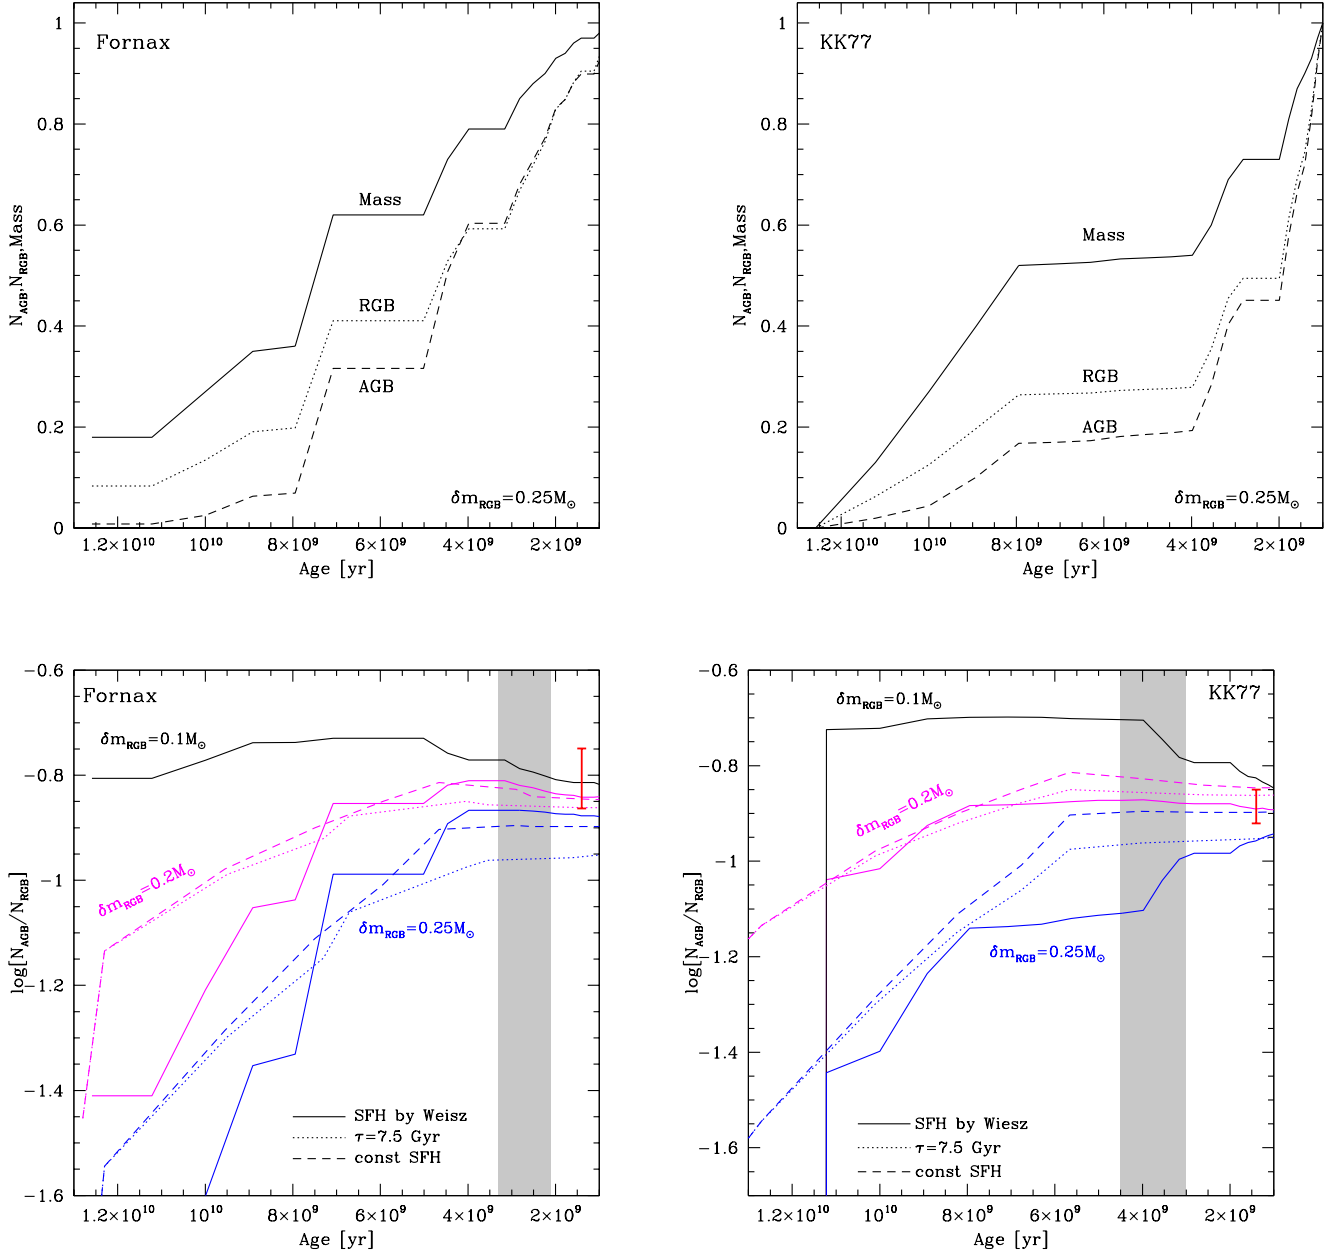 Fornax
1
0.8
0.6
0.4
0.2
0
N_AGB,N_RGB,Mass
Mass
RGB
AGB
δm_RGB=0.25M_⊙
1.2×10^10
10^10
8×10^9
6×10^9
4×10^9
2×10^9
Age [yr]
KK77
1
0.8
0.6
0.4
0.2
0
N_AGB,N_RGB,Mass
Mass
RGB
AGB
δm_RGB=0.25M_⊙
1.2×10^10
10^10
8×10^9
6×10^9
4×10^9
2×10^9
Age [yr]
Fornax
−0.6
−0.8
−1
−1.2
−1.4
−1.6
log[N_AGB/N_RGB]
δm_RGB=0.1M_⊙
δm_RGB=0.2M_⊙
δm_RGB=0.25M_⊙
SFH by Weisz
τ=7.5 Gyr
const SFH
1.2×10^10
10^10
8×10^9
6×10^9
4×10^9
2×10^9
Age [yr]
KK77
−0.6
−0.8
−1
−1.2
−1.4
−1.6
log[N_AGB/N_RGB]
δm_RGB=0.1M_⊙
δm_RGB=0.2M_⊙
δm_RGB=0.25M_⊙
SFH by Wiesz
τ=7.5 Gyr
const SFH
1.2×10^10
10^10
8×10^9
6×10^9
4×10^9
2×10^9
Age [yr]